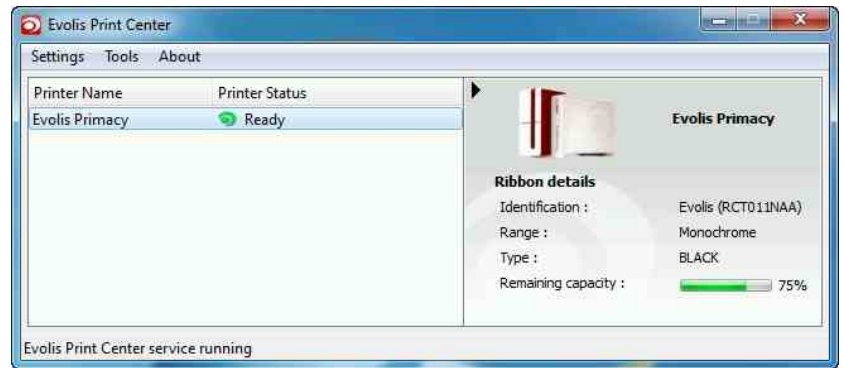 Evolis Print Center
Settings Tools About
Printer Name Printer Status
Evolis Primacy Ready
Evolis Primacy
Ribbon details
Identification : Evolis (RCT011NAA)
Range : Monochrome
Type : BLACK
Remaining capacity : 75%
Evolis Print Center service running